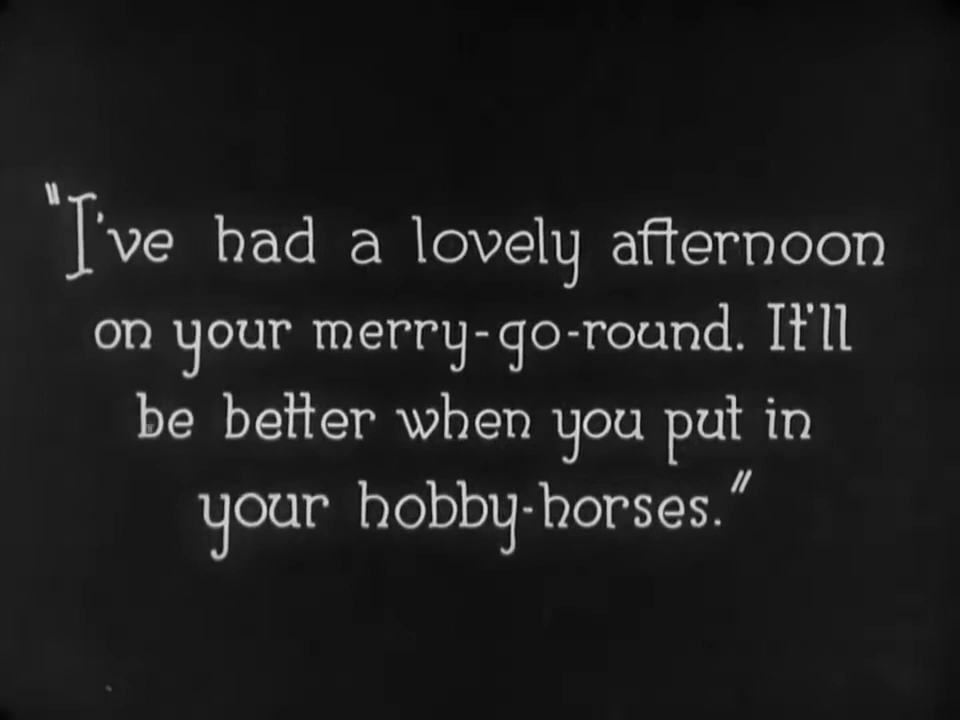 "I've had a lovely afternoon
on your merry-go-round. It'll
be better when you put in
your hobby-horses."